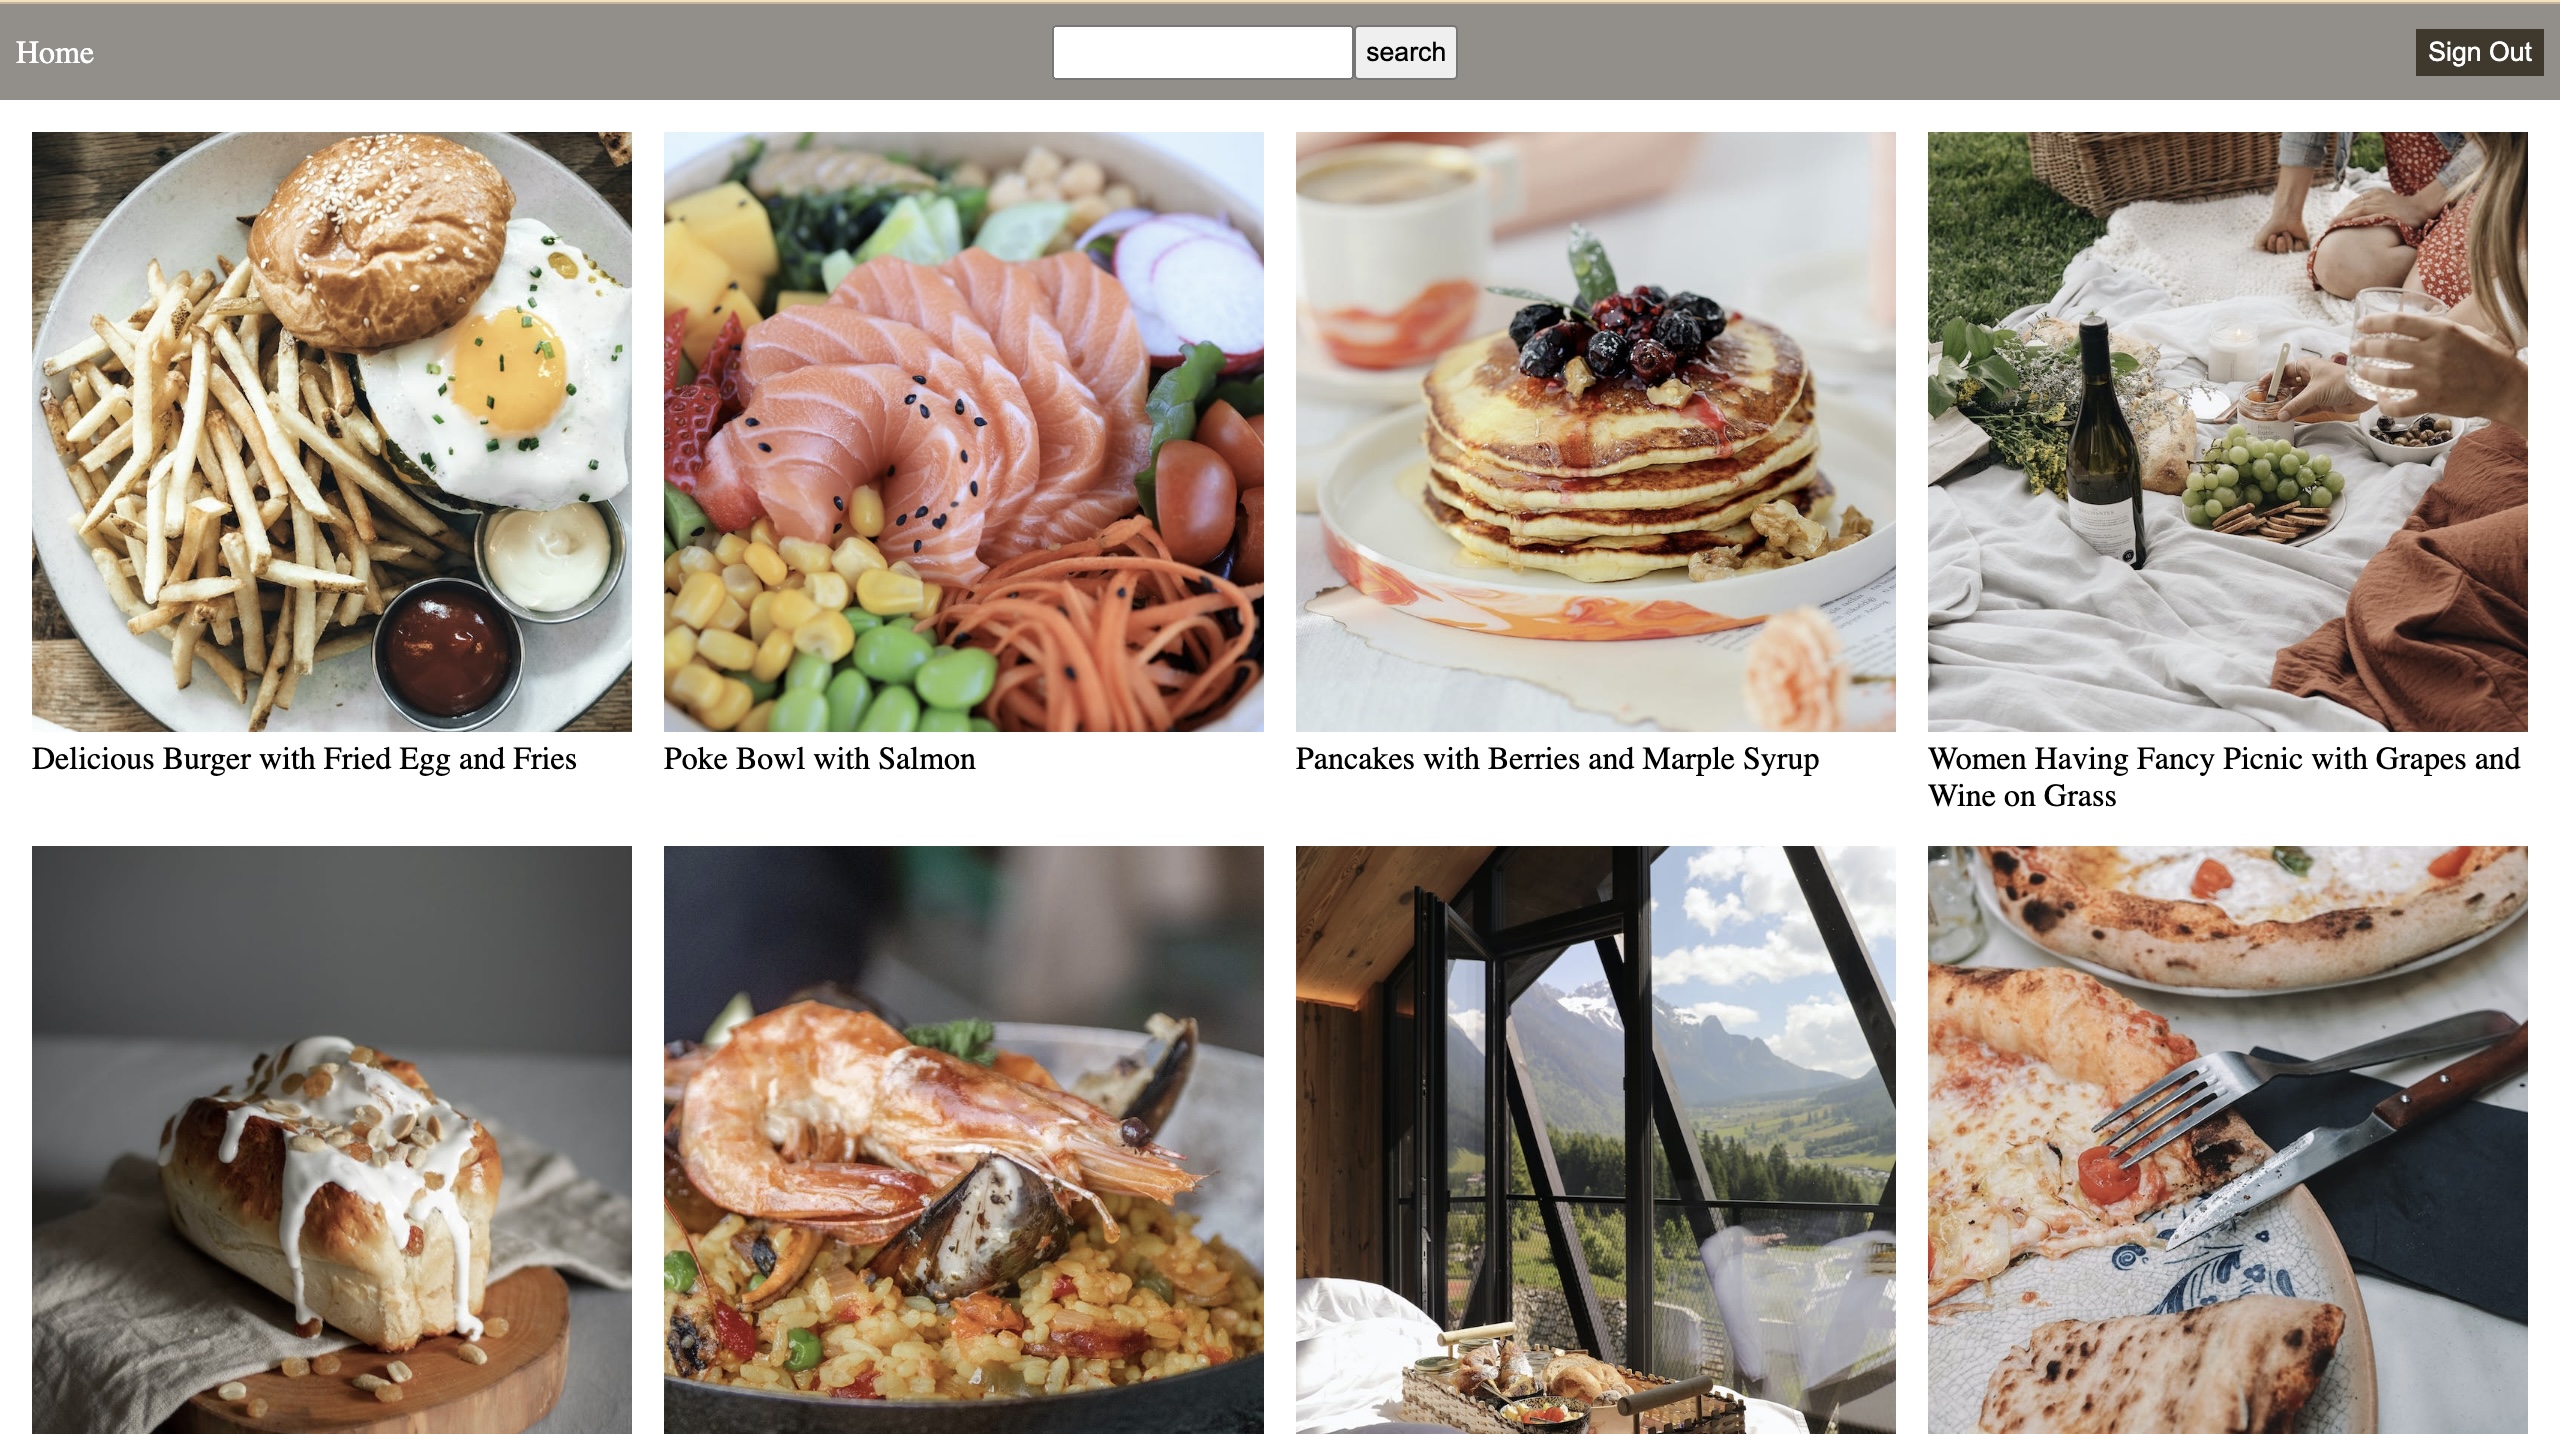 Home
search
Sign Out
Delicious Burger with Fried Egg and Fries
Poke Bowl with Salmon
Pancakes with Berries and Marple Syrup
Women Having Fancy Picnic with Grapes and
Wine on Grass